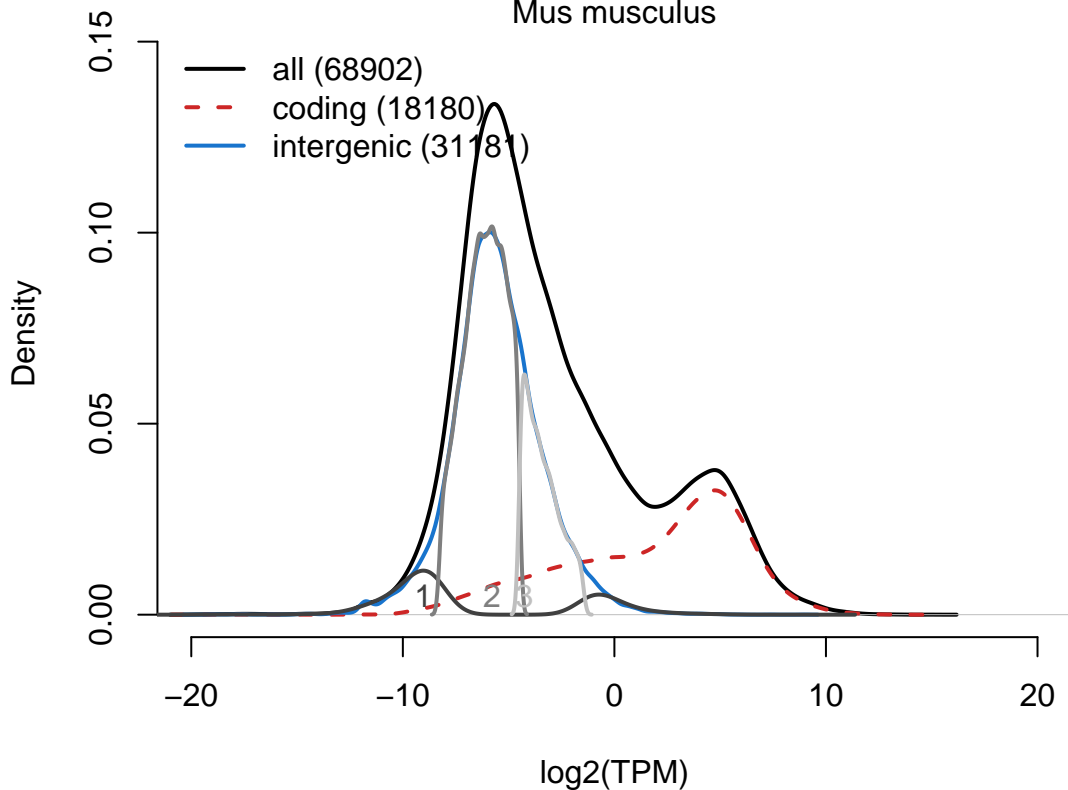 Mus musculus
all (68902)
coding (18180)
intergenic (31181)
Density
0.15
0.10
0.05
0.00
1 2 3
−20 −10 0 10 20
log2(TPM)